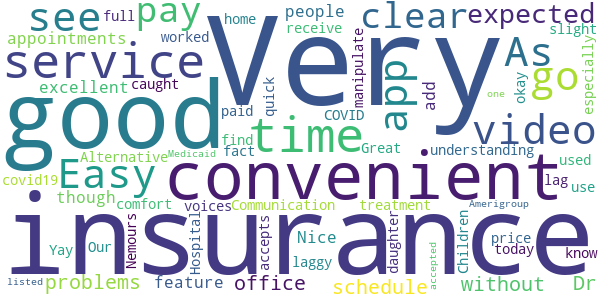 see
full
home
pay
Very
people
clear
expected
receive
slight
appointments
worked
service
excellent
caught
good
paid
quick
COVID
manipulate
app
As
go
add
okay
especially
video
find
time
Great
fact
understanding
one
Alternative
Medicaid
Easy
covid19
though
convenient
lag
used
use
comfort
voices
Communication
treatment
Amerigroup
insurance
Yay
Our
Nemours
Hospital
accepts
Nice
laggy
daughter
Children
price
today
know
listed
problems
feature
office
schedule
accepted
without
Dr